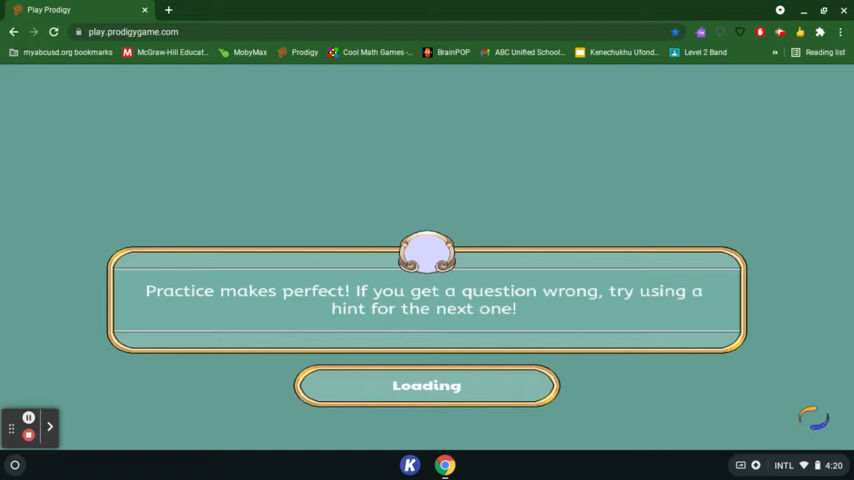 Play Prodigy
play.prodigygame.com
myabcusd.org bookmarks
McGraw-Hill Educat...
MobyMax
Prodigy
Cool Math Games -...
BrainPOP
ABC Unified School...
Kenechukhu Ufond...
Level 2 Band
»
Reading list
Practice makes perfect! If you get a question wrong, try using a
hint for the next one!
Loading
K
INTL
4:20